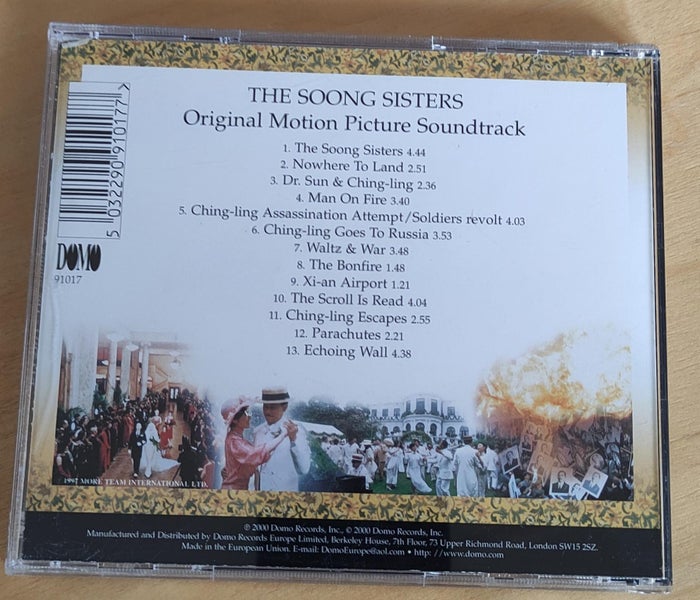 THE SOONG SISTERS
Original Motion Picture Soundtrack
1. The Soong Sisters 4.44
2. Nowhere To Land 2.51
3. Dr. Sun & Ching-ling 2.36
4. Man On Fire 3.40
5. Ching-ling Assassination Attempt/Soldiers revolt 4.03
6. Ching-ling Goes To Russia 3.53
7. Waltz & War 3.48
8. The Bonfire 1.48
9. Xi-an Airport 1.21
10. The Scroll Is Read 4.04
11. Ching-ling Escapes 2.55
12. Parachutes 2.21
13. Echoing Wall 4.38
5 032290 910177
DOMO
91017
1997 MORE TEAM INTERNATIONAL LTD.
℗ 2000 Domo Records, Inc., © 2000 Domo Records, Inc.
Manufactured and Distributed by Domo Records Europe Limited, Berkeley House, 7th Floor, 73 Upper Richmond Road, London SW15 2SZ.
Made in the European Union. E-mail: DomoEurope@aol.com • http://www.domo.com